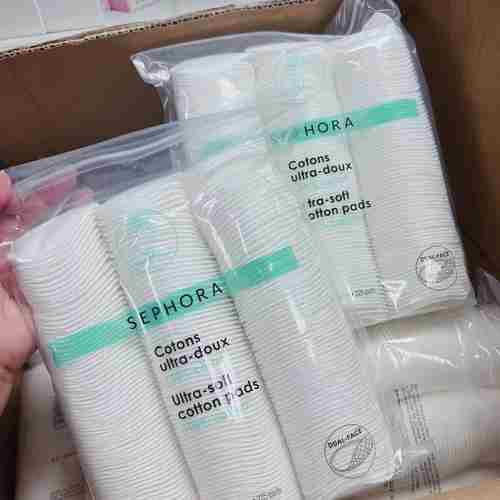 SEPHORA
Cotons
ultra-doux
Ultra-soft
cotton pads
DUAL-FACE
HORA
Cotons
ultra-doux
tra-soft
otton pads
DUAL-FACE